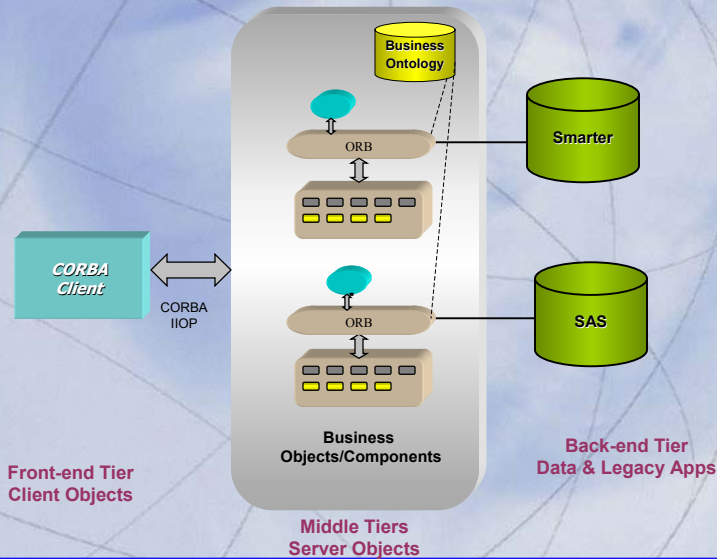 Business
Ontology
ORB
Smarter
CORBA
Client
CORBA
IIOP
ORB
SAS
Business
Objects/Components
Front-end Tier
Client Objects
Back-end Tier
Data & Legacy Apps
Middle Tiers
Server Objects